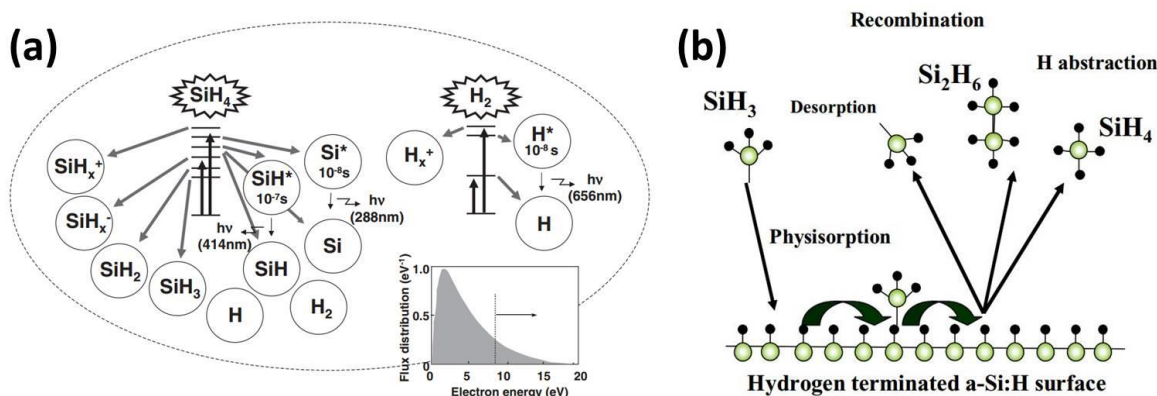 (a)
SiH4
H2
SiHx+
SiHx-
SiH2
SiH3
H
SiH*
10-7s
hν
(414nm)
SiH
Si*
10-8s
hν
(288nm)
Si
H2
Hx+
H*
10-8 s
hν
(656nm)
H
Flux distribution (eV-1)
1.0
0.5
0
0
5
10
15
20
Electron energy (eV)
(b)
Recombination
H abstraction
SiH3
Desorption
Si2H6
SiH4
Physisorption
Hydrogen terminated a-Si:H surface